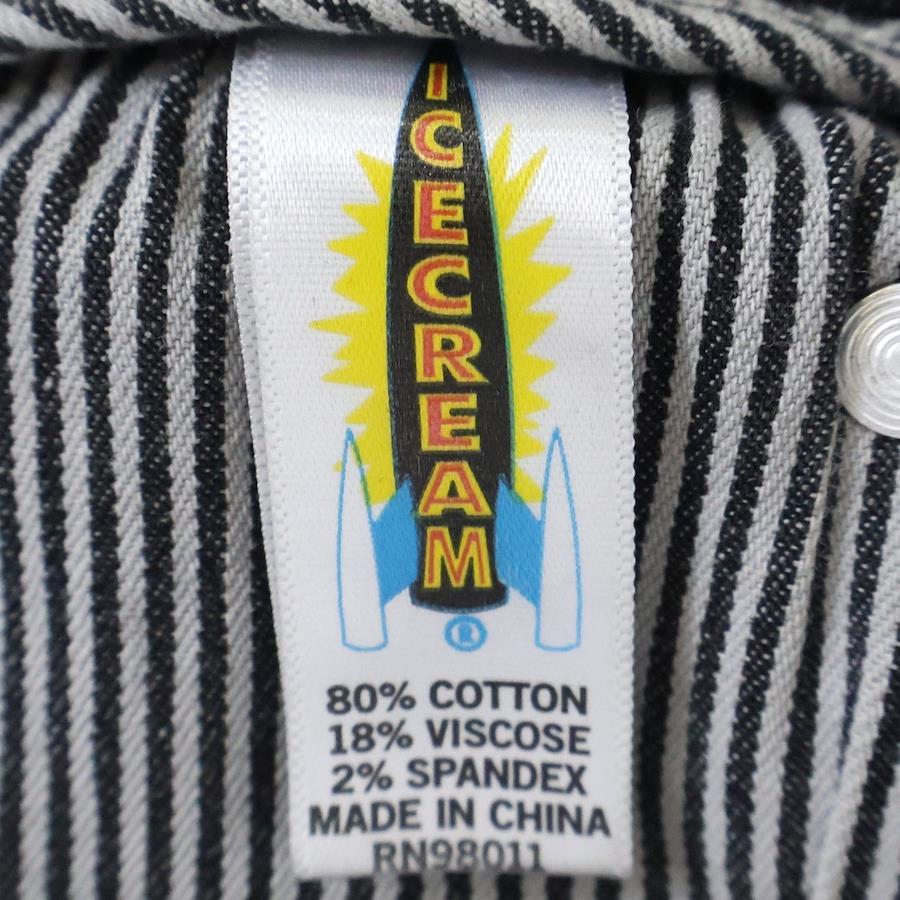 ICECREAM
®
80% COTTON
18% VISCOSE
2% SPANDEX
MADE IN CHINA
RN98011